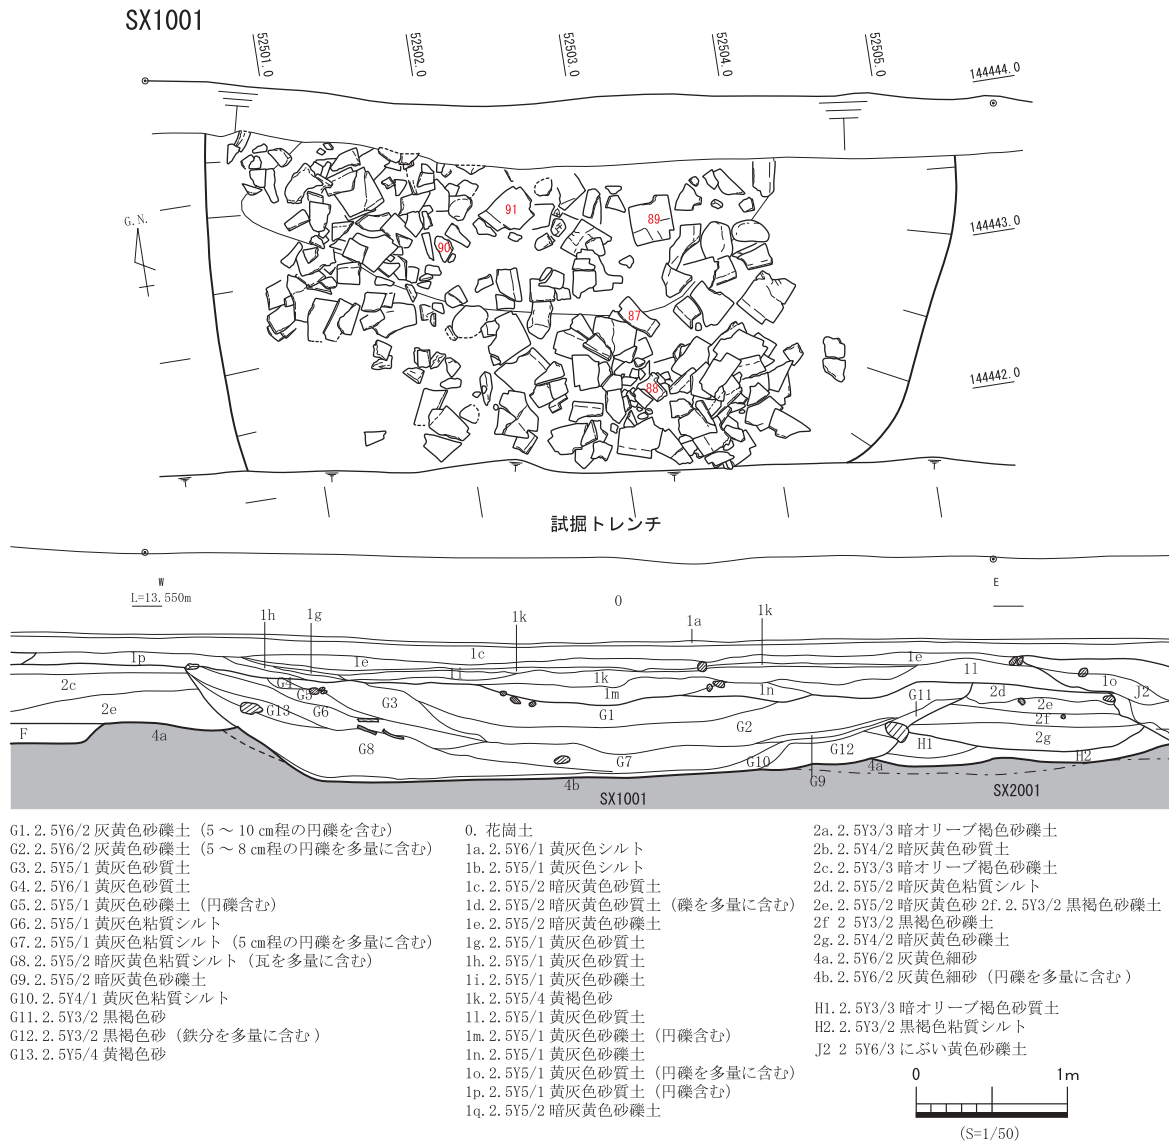 SX1001
52501.0
52502.0
52503.0
52504.0
52505.0
144444.0
G.N.
91
89
144443.0
90
87
144442.0
88
試掘トレンチ
W
L=13.550m
E
0
1h
1g
1k
1a
1k
1p
1e
1c
1e
1l
1i
1k
2c
G4
G5
1m
1n
1o
J2
2e
G13
G6
G3
G1
G11
2d
2e
2f
F
4a
G8
G2
G12
H1
2g
G7
G10
4a
H2
4b
G9
SX1001
SX2001
G1.2.5Y6/2 灰黄色砂礫土（5 ～ 10 ㎝程の円礫を含む）
G2.2.5Y6/2 灰黄色砂礫土（5 ～ 8 ㎝程の円礫を多量に含む）
G3.2.5Y5/1 黄灰色砂質土
G4.2.5Y6/1 黄灰色砂質土
G5.2.5Y5/1 黄灰色砂礫土（円礫含む）
G6.2.5Y5/1 黄灰色粘質シルト
G7.2.5Y5/1 黄灰色粘質シルト（5 ㎝程の円礫を多量に含む）
G8.2.5Y5/2 暗灰黄色粘質シルト（瓦を多量に含む）
G9.2.5Y5/2 暗灰黄色砂礫土
G10.2.5Y4/1 黄灰色粘質シルト
G11.2.5Y3/2 黒褐色砂
G12.2.5Y3/2 黒褐色砂（鉄分を多量に含む）
G13.2.5Y5/4 黄褐色砂
0. 花崗土
1a.2.5Y6/1 黄灰色シルト
1b.2.5Y5/1 黄灰色シルト
1c.2.5Y5/2 暗灰黄色砂質土
1d.2.5Y5/2 暗灰黄色砂質土（礫を多量に含む）
1e.2.5Y5/2 暗灰黄色砂礫土
1g.2.5Y5/1 黄灰色砂質土
1h.2.5Y5/1 黄灰色砂質土
1i.2.5Y5/1 黄灰色砂礫土
1k.2.5Y5/4 黄褐色砂
1l.2.5Y5/1 黄灰色砂質土
1m.2.5Y5/1 黄灰色砂礫土（円礫含む）
1n.2.5Y5/1 黄灰色砂礫土
1o.2.5Y5/1 黄灰色砂質土（円礫を多量に含む）
1p.2.5Y5/1 黄灰色砂質土（円礫含む）
1q.2.5Y5/2 暗灰黄色砂礫土
2a.2.5Y3/3 暗オリーブ褐色砂礫土
2b.2.5Y4/2 暗灰黄色砂質土
2c.2.5Y3/3 暗オリーブ褐色砂礫土
2d.2.5Y5/2 暗灰黄色粘質シルト
2e.2.5Y5/2 暗灰黄色砂 2f.2.5Y3/2 黒褐色砂礫土
2f 2 5Y3/2 黒褐色砂礫土
2g.2.5Y4/2 暗灰黄色砂礫土
4a.2.5Y6/2 灰黄色細砂
4b.2.5Y6/2 灰黄色細砂（円礫を多量に含む）
H1.2.5Y3/3 暗オリーブ褐色砂質土
H2.2.5Y3/2 黒褐色粘質シルト
J2 2 5Y6/3 にぶい黄色砂礫土
0
1m
(S=1/50)